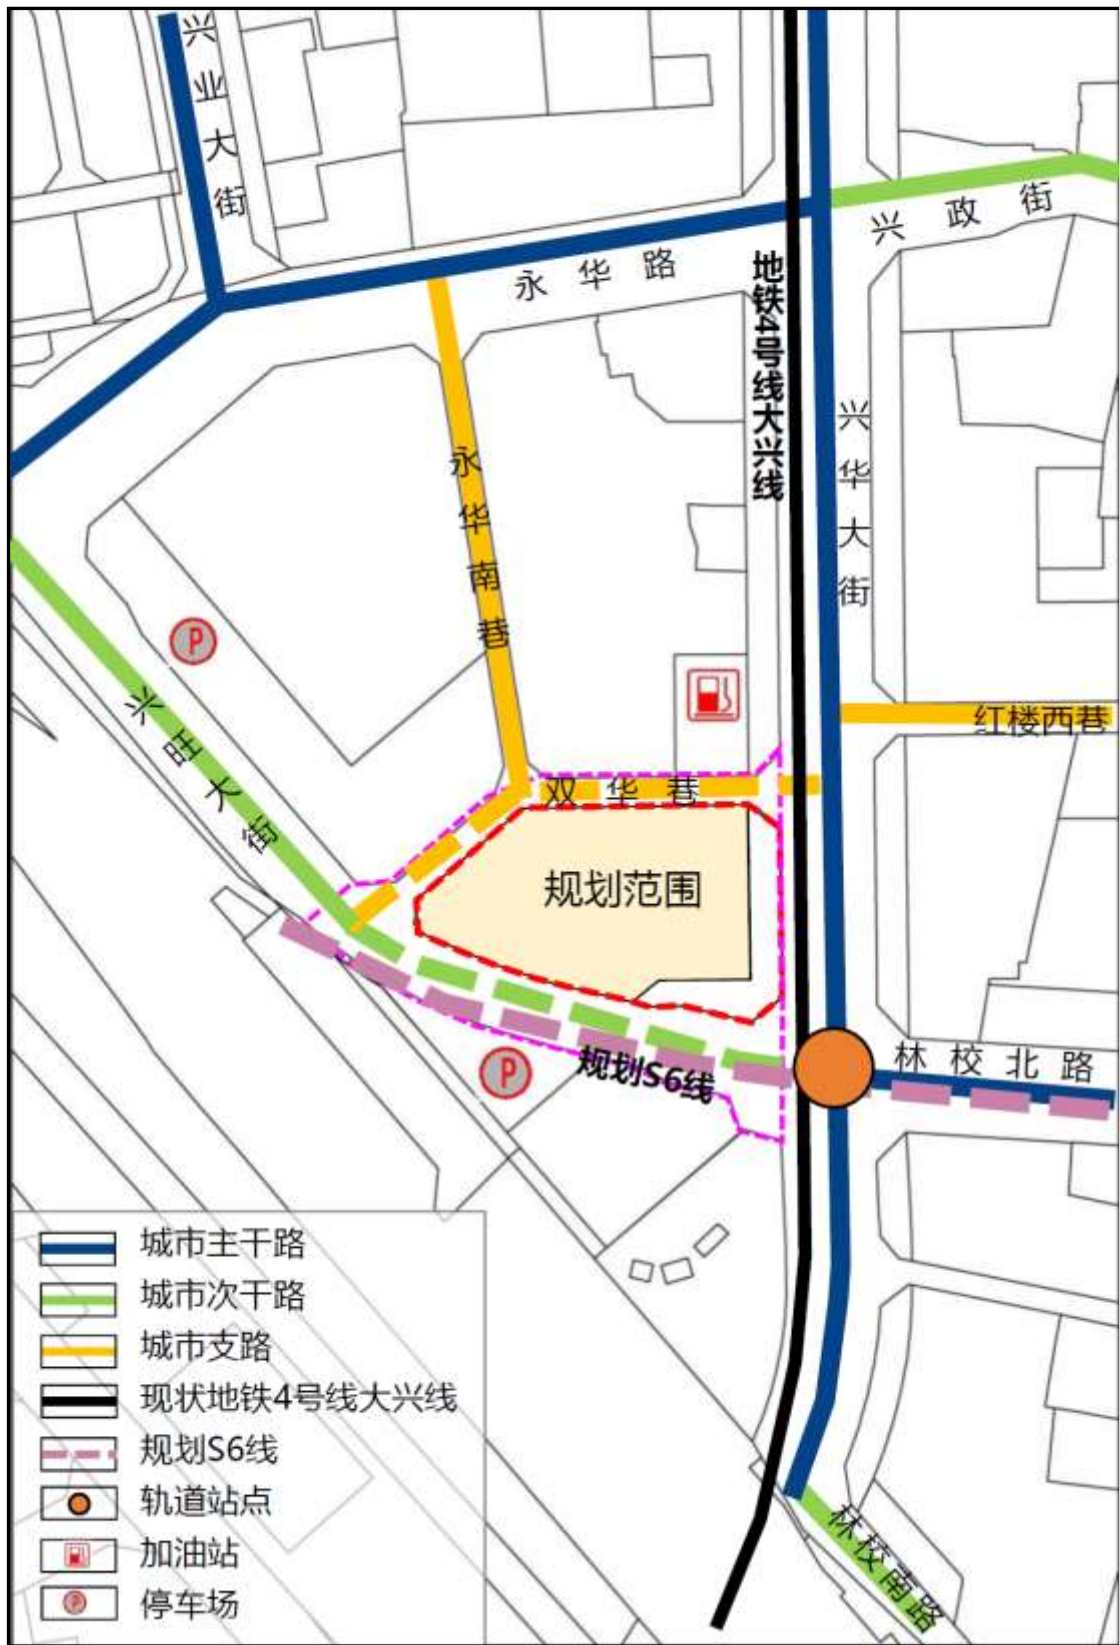 兴业大街
兴政街
永华路
地铁4号线大兴线
兴华大街
永华南巷
P
红楼西巷
兴旺大街
双华巷
规划范围
林校北路
规划S6线
P
城市主干路
城市次干路
城市支路
现状地铁4号线大兴线
规划S6线
轨道站点
加油站
P
停车场
林校南路